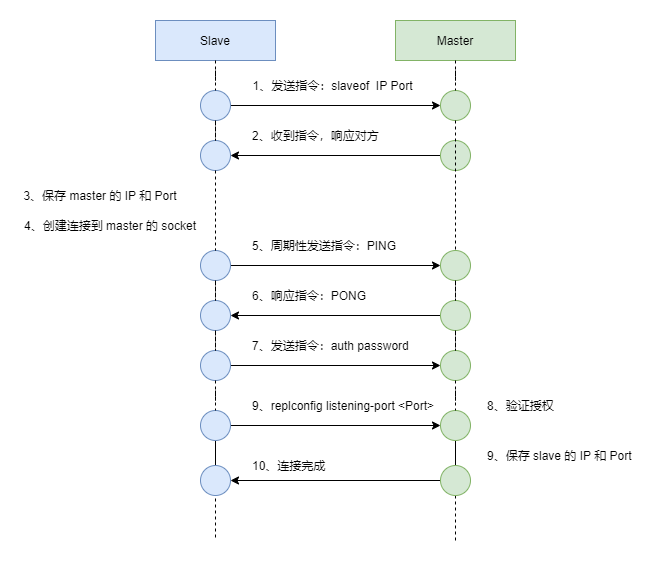 Slave
Master
1、发送指令：slaveof IP Port
2、收到指令，响应对方
3、保存 master 的 IP 和 Port
4、创建连接到 master 的 socket
5、周期性发送指令：PING
6、响应指令：PONG
7、发送指令：auth password
9、replconfig listening-port <Port>
8、验证授权
9、保存 slave 的 IP 和 Port
10、连接完成